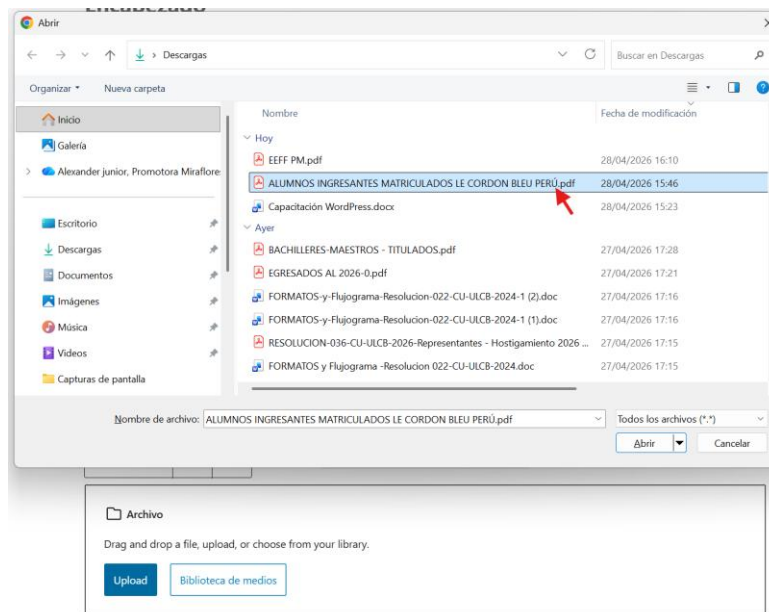 Encabezado
Abrir
Descargas
Buscar en Descargas
Organizar
Nueva carpeta
Inicio
Galería
Alexander junior, Promotora Miraflore
Escritorio
Descargas
Documentos
Imágenes
Música
Videos
Capturas de pantalla
Nombre Fecha de modificación
Hoy
EEFF PM.pdf 28/04/2026 16:10
ALUMNOS INGRESANTES MATRICULADOS LE CORDON BLEU PERÚ.pdf 28/04/2026 15:46
Capacitación WordPress.docx 28/04/2026 15:23
Ayer
BACHILLERES-MAESTROS - TITULADOS.pdf 27/04/2026 17:28
EGRESADOS AL 2026-0.pdf 27/04/2026 17:21
FORMATOS-y-Flujograma-Resolucion-022-CU-ULCB-2024-1 (2).doc 27/04/2026 17:16
FORMATOS-y-Flujograma-Resolucion-022-CU-ULCB-2024-1 (1).doc 27/04/2026 17:16
RESOLUCION-036-CU-ULCB-2026-Representantes - Hostigamiento 2026 ... 27/04/2026 17:15
FORMATOS y Flujograma -Resolucion 022-CU-ULCB-2024.doc 27/04/2026 17:15
Nombre de archivo: ALUMNOS INGRESANTES MATRICULADOS LE CORDON BLEU PERÚ.pdf Todos los archivos (*.*)
Abrir Cancelar
Archivo
Drag and drop a file, upload, or choose from your library.
Upload Biblioteca de medios